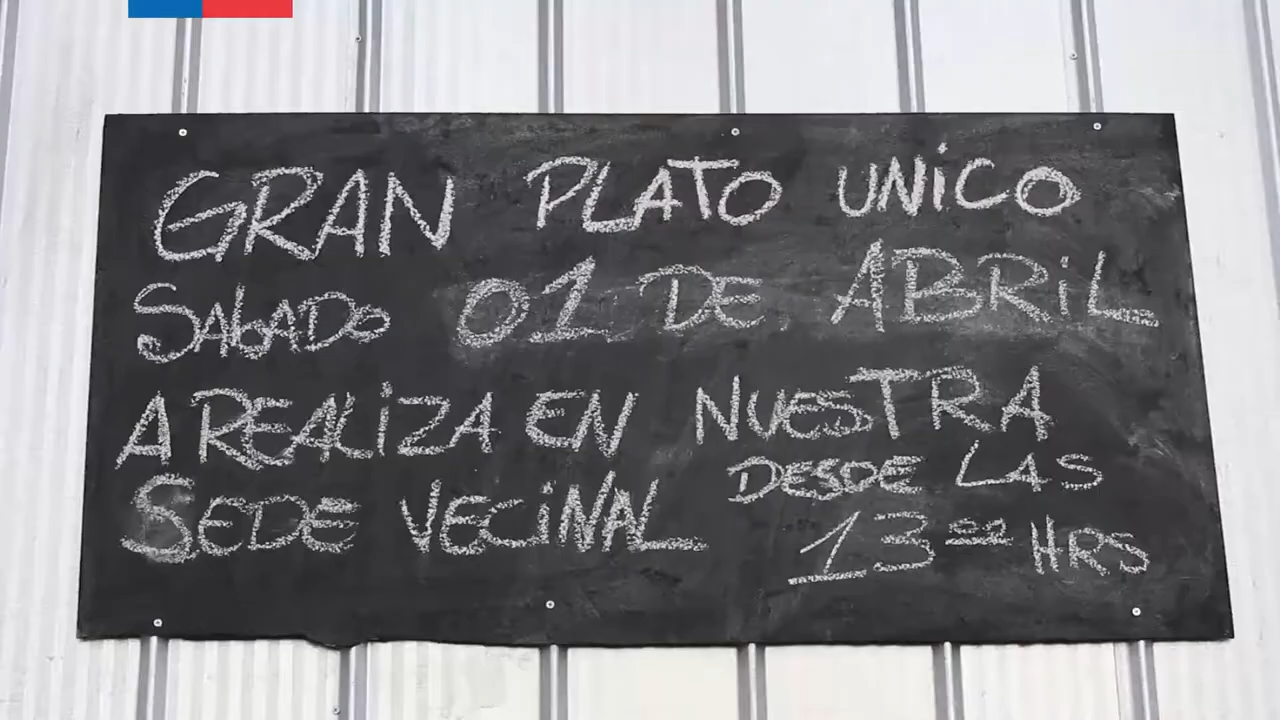 GRAN PLATO UNiCO
SAbADO 01 DE ABRiL
A REALiZA EN NUESTRA
SEDE VECiNAL DESDE LAS
13 HRS